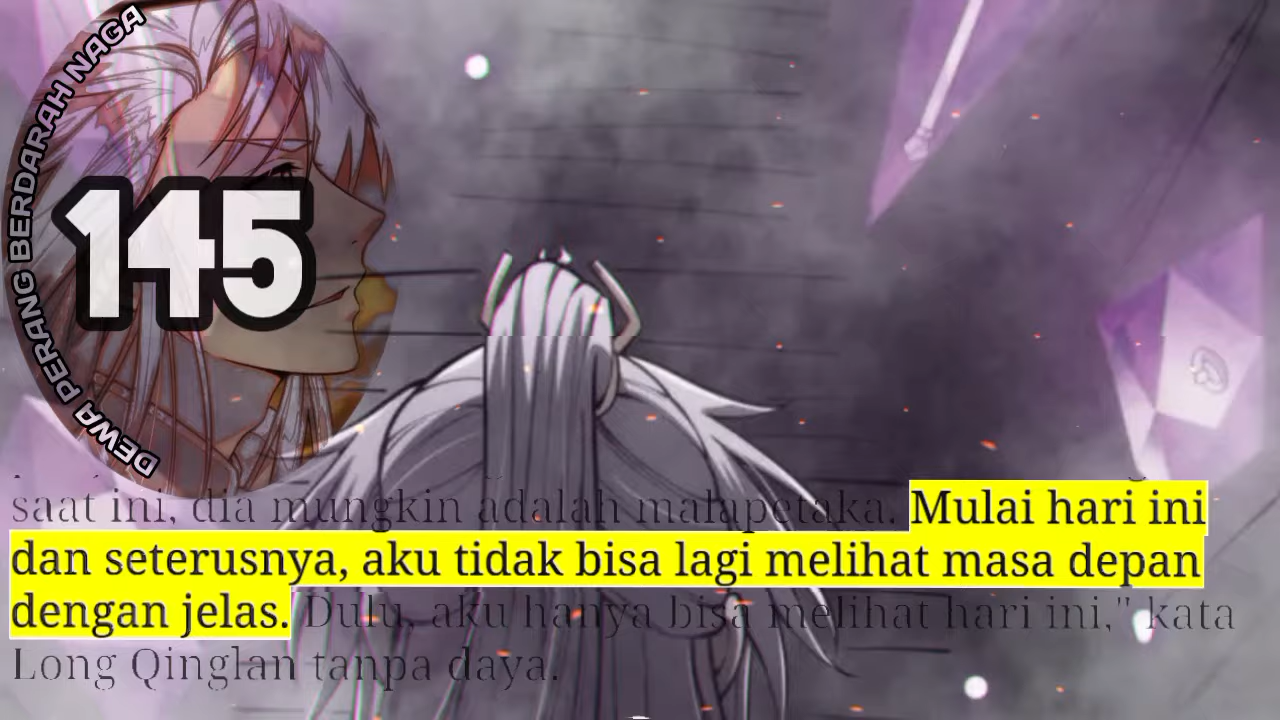 DEWA PERANG BERDARAH NAGA
145
saat ini, dia mungkin adalah malapetaka. Mulai hari ini
dan seterusnya, aku tidak bisa lagi melihat masa depan
dengan jelas. Dulu, aku hanya bisa melihat hari ini," kata
Long Qinglan tanpa daya.